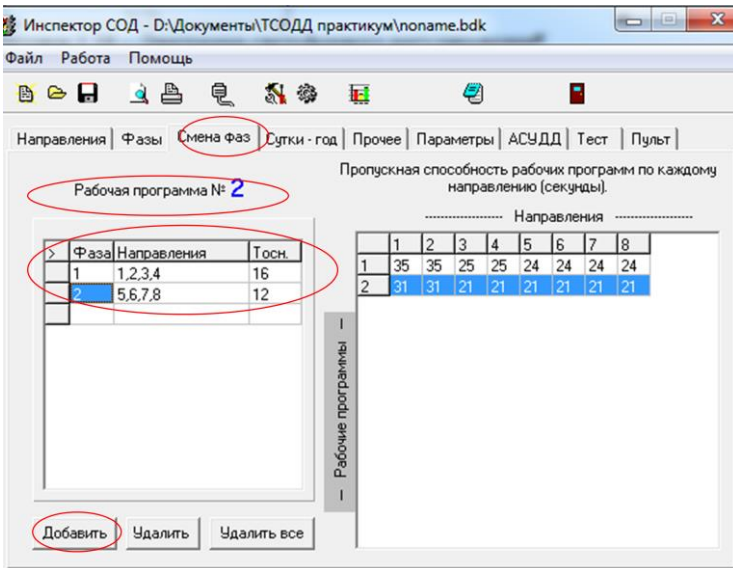 Инспектор СОД - D:\Документы\ТСОДД практикум\noname.bdk
Файл Работа Помощь
Направления Фазы Смена фаз Сутки - год Прочее Параметры АСУДД Тест Пульт
Рабочая программа № 2
> Фаза Направления Тосн.
1 1,2,3,4 16
2 5,6,7,8 12
Добавить Удалить Удалить все
Пропускная способность рабочих программ по каждому
направлению (секунды).
Направления
1 2 3 4 5 6 7 8
1 35 35 25 25 24 24 24 24
2 31 31 21 21 21 21 21 21
Рабочие программы